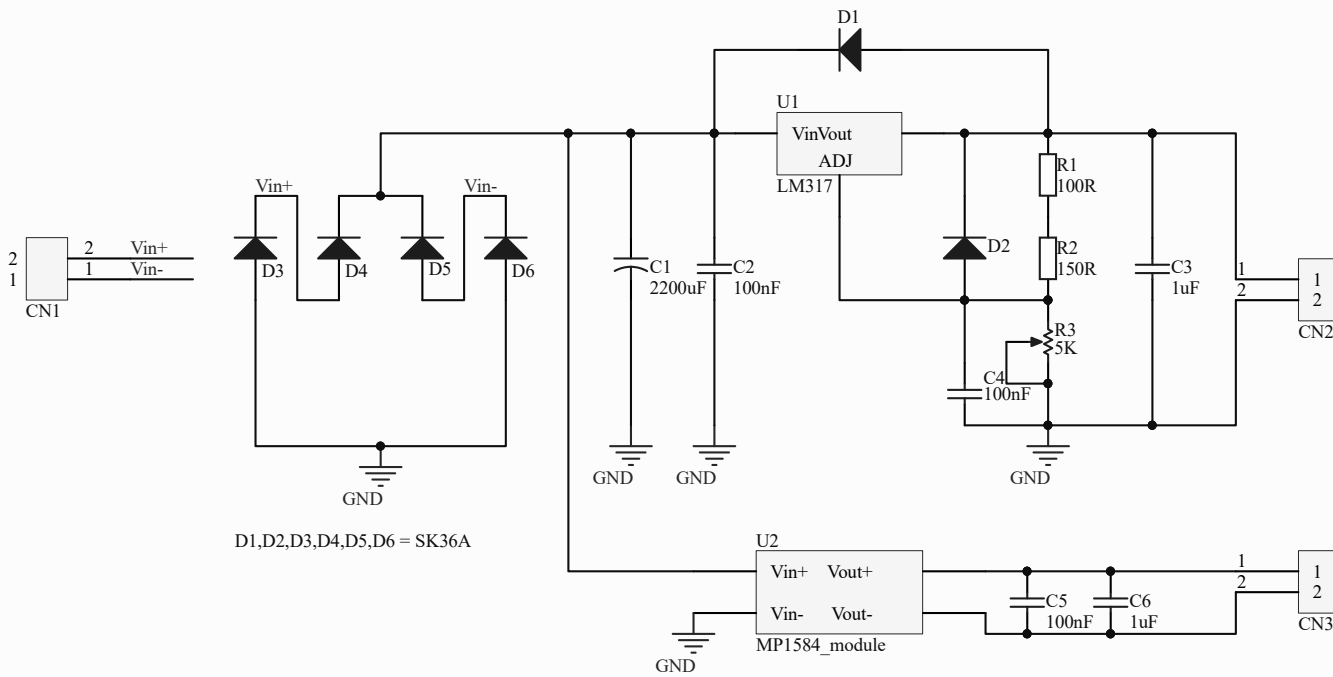 D1
U1
VinVout
ADJ
LM317
R1
100R
Vin+
Vin-
2
2
Vin+
1
1
Vin-
CN1
D3
D4
D5
D6
C1
2200uF
C2
100nF
D2
R2
150R
C3
1uF
1
1
2
2
CN2
R3
5K
C4
100nF
GND
GND
GND
GND
D1,D2,D3,D4,D5,D6 = SK36A
U2
Vin+ Vout+
Vin- Vout-
MP1584_module
GND
C5
100nF
C6
1uF
1
1
2
2
CN3